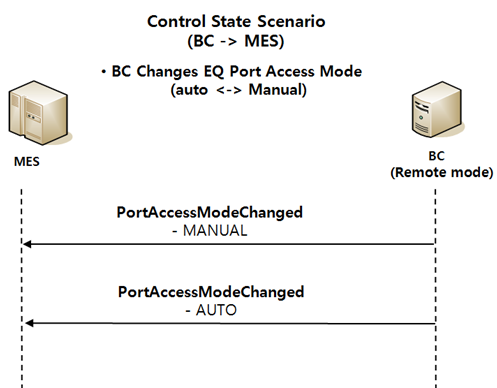 Control State Scenario
(BC -> MES)
• BC Changes EQ Port Access Mode
(auto <-> Manual)
MES
BC
(Remote mode)
PortAccessModeChanged
- MANUAL
PortAccessModeChanged
- AUTO